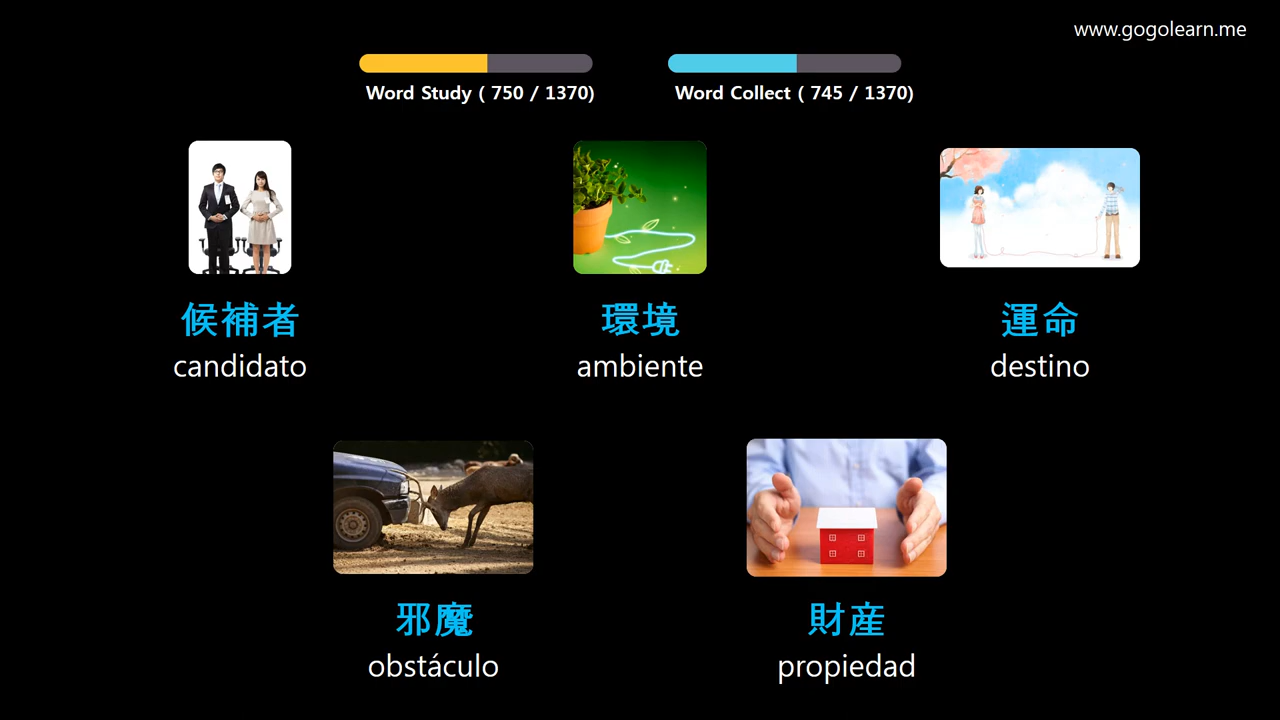 www.gogolearn.me
Word Study ( 750 / 1370)
Word Collect ( 745 / 1370)
候補者
candidato
環境
ambiente
運命
destino
邪魔
obstáculo
財産
propiedad